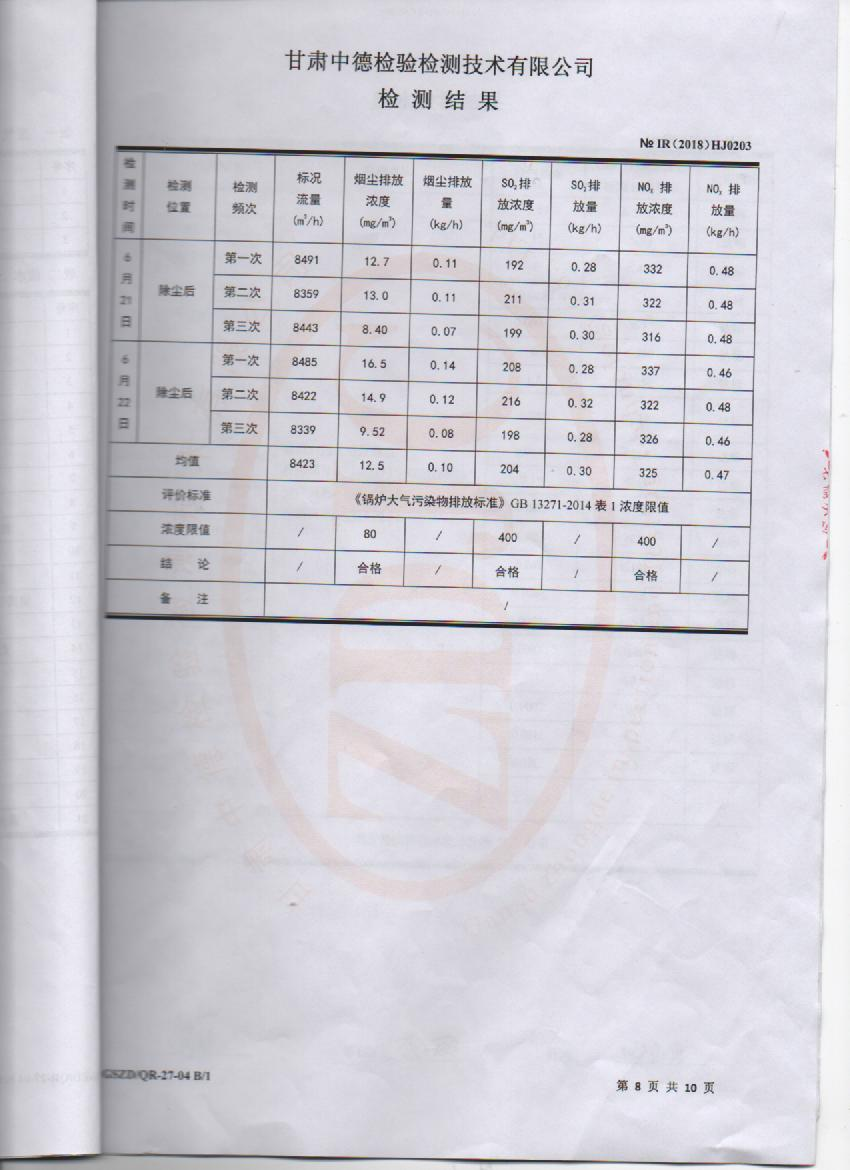 甘肃中德检验检测技术有限公司
检 测 结 果
№ IR(2018)HJ0203
检测时间 检测位置 检测频次 标况流量(m³/h) 烟尘排放浓度(mg/m³) 烟尘排放量(kg/h) SO₂排放浓度(mg/m³) SO₂排放量(kg/h) NOₓ 排放浓度(mg/m³) NOₓ 排放量(kg/h)
6月21日 除尘后 第一次 8491 12.7 0.11 192 0.28 332 0.48
第二次 8359 13.0 0.11 211 0.31 322 0.48
第三次 8443 8.40 0.07 199 0.30 316 0.48
6月22日 除尘后 第一次 8485 16.5 0.14 208 0.28 337 0.46
第二次 8422 14.9 0.12 216 0.32 322 0.48
第三次 8339 9.52 0.08 198 0.28 326 0.46
均值 8423 12.5 0.10 204 0.30 325 0.47
评价标准 《锅炉大气污染物排放标准》GB 13271-2014 表 1 浓度限值
浓度限值 / 80 / 400 / 400 /
结 论 / 合格 / 合格 / 合格 /
备 注 /
ZD
GSZD/QR-27-04 B/1
第 8 页 共 10 页